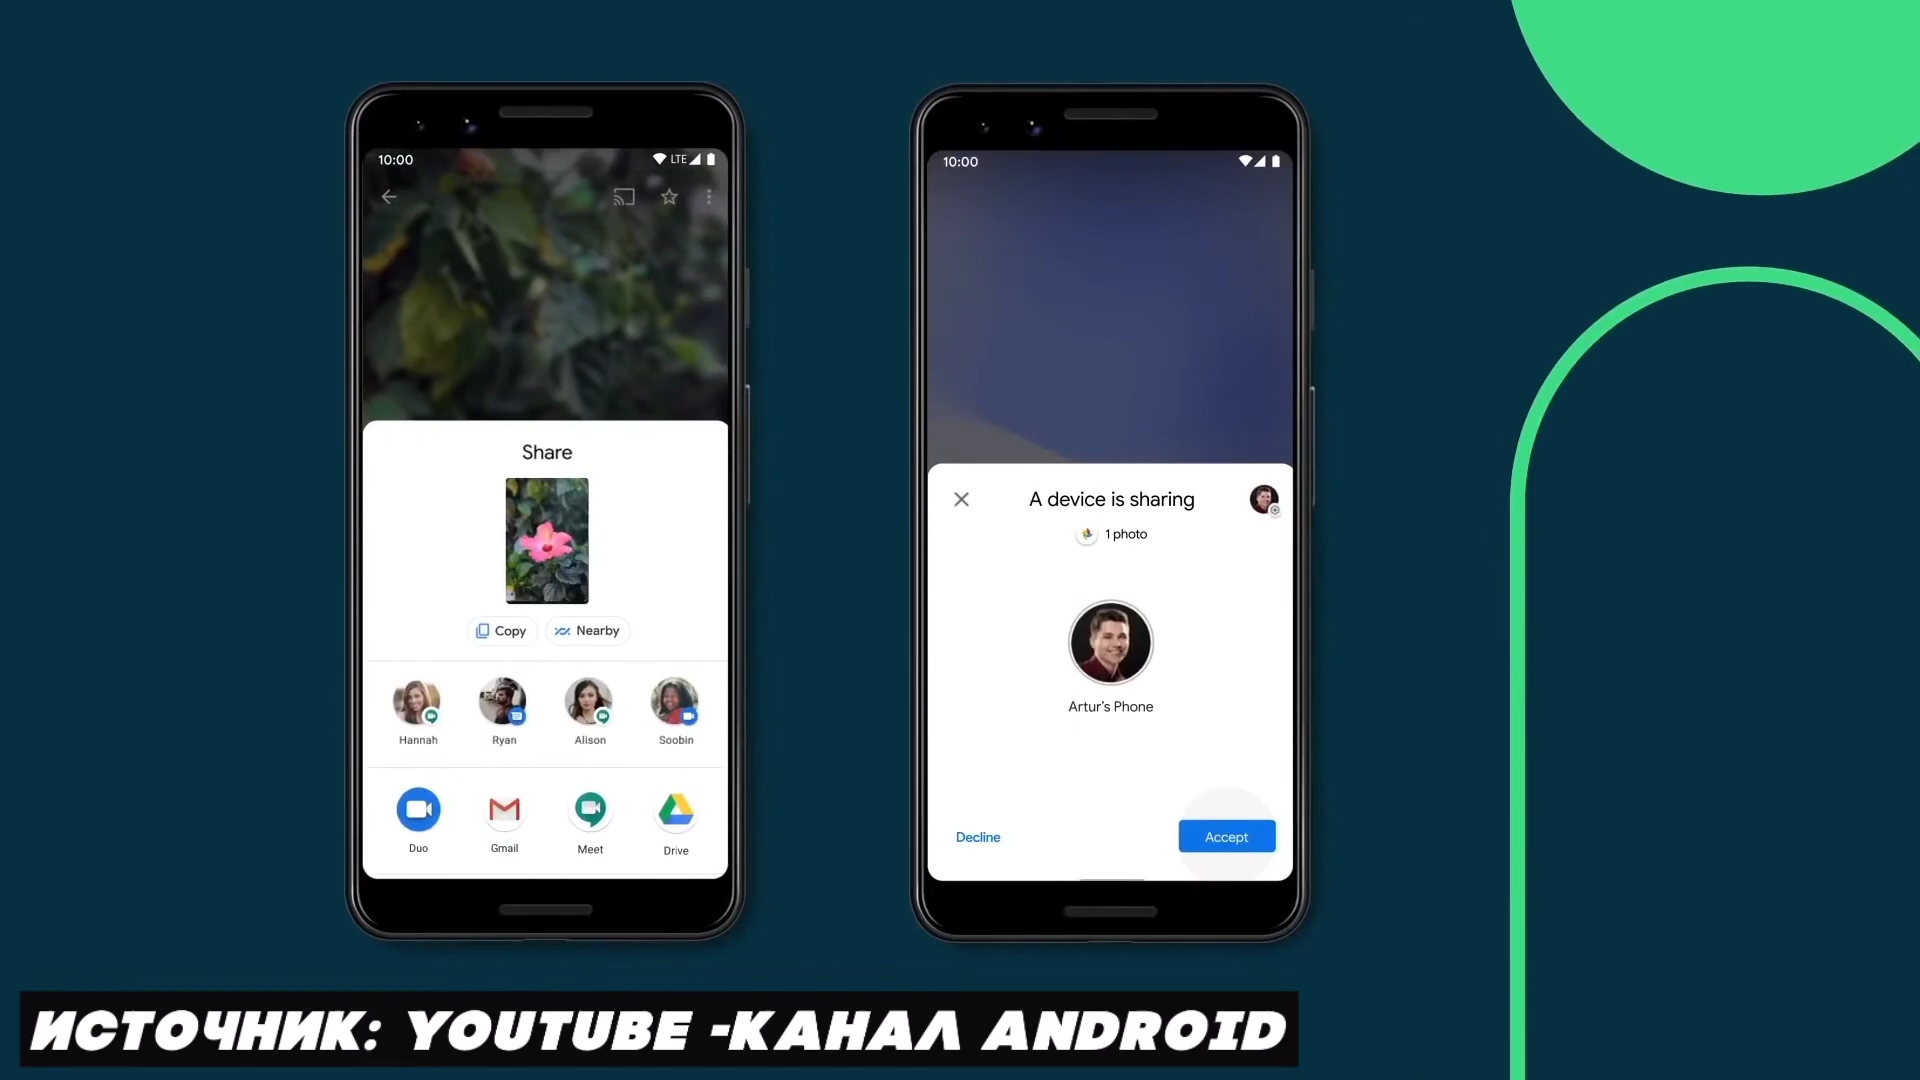 10:00
LTE
Share
Copy
Nearby
Hannah
Ryan
Alison
Soobin
Duo
Gmail
Meet
Drive
10:00
A device is sharing
1 photo
Artur's Phone
Decline
Accept
ИСТОЧНИК: YOUTUBE -КАНАЛ ANDROID